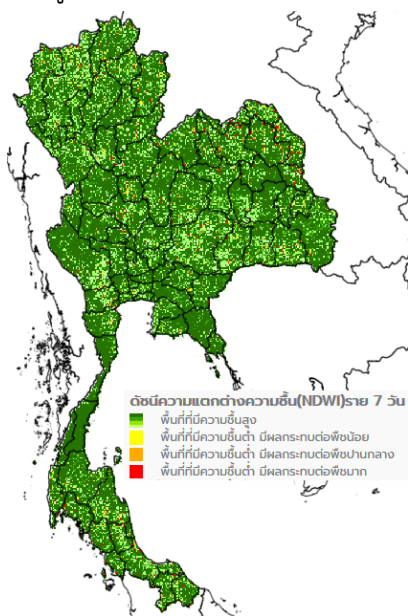 ดัชนีความแตกต่างความชื้น(NDWI)ราย 7 วัน
พื้นที่ที่มีความชื้นสูง
พื้นที่ที่มีความชื้นต่ำ มีผลกระทบต่อพืชน้อย
พื้นที่ที่มีความชื้นต่ำ มีผลกระทบต่อพืชปานกลาง
พื้นที่ที่มีความชื้นต่ำ มีผลกระทบต่อพืชมาก